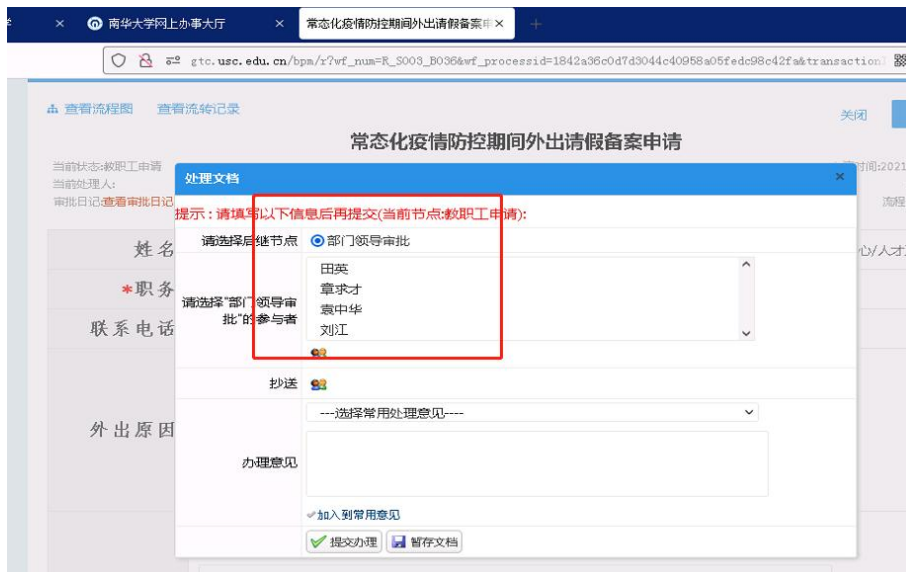 南华大学网上办事大厅 × 常态化疫情防控期间外出请假备案申 ×
gtc.usc.edu.cn/bpm/r?wf_num=R_S003_B036&wf_processid=1842a36c0d7d3044c40958a05fedc98c42fa&transaction
查看流程图 查看流转记录
关闭
常态化疫情防控期间外出请假备案申请
当前状态:教职工申请
时间:2021
当前处理人:
审批日记:查看审批日记
流程
处理文档 ×
提示:请填写以下信息后再提交(当前节点:教职工申请):
姓名
请选择后继节点 部门领导审批
心/人才
*职务
请选择"部门领导审批"的参与者
田英
章求才
袁中华
刘江
联系电话
抄送
外出原因
---选择常用处理意见----
办理意见
加入到常用意见
提交办理 暂存文档